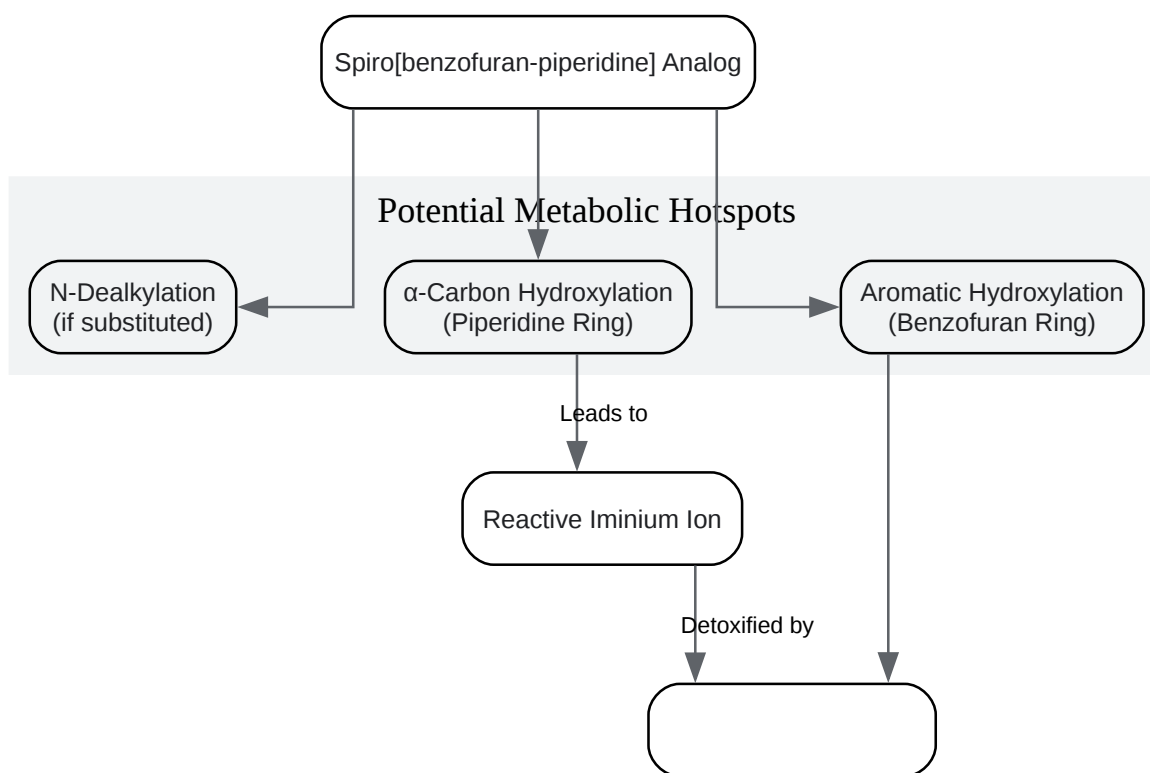 Spiro[benzofuran-piperidine] Analog
Potential Metabolic Hotspots
N-Dealkylation
(if substituted)
α-Carbon Hydroxylation
(Piperidine Ring)
Aromatic Hydroxylation
(Benzofuran Ring)
Leads to
Reactive Iminium Ion
Detoxified by